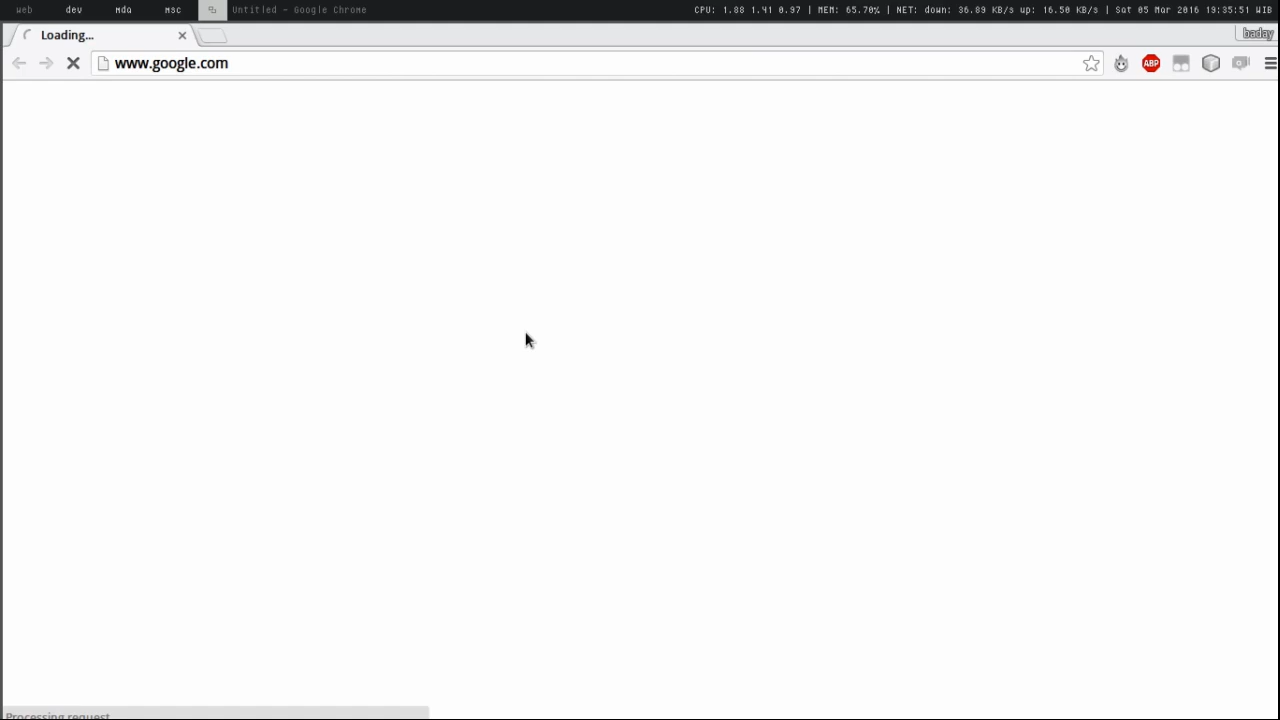 web dev mda msc Untitled - Google Chrome CPU: 1.88 1.41 0.97 | MEM: 65.70% | NET: down: 36.89 KB/s up: 16.50 KB/s | Sat 05 Mar 2016 19:35:51 WIB
Loading... baday
www.google.com ABP
Processing request